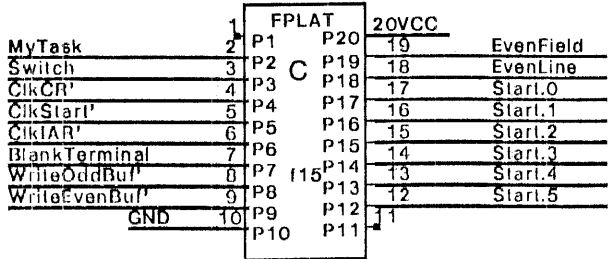 FPLAT
1 P1 P20 20VCC
MyTask 2 P2 P19 19 EvenField
Switch 3 P3 P18 18 EvenLine
C
ClkCR' 4 P4 P17 17 Start.0
ClkStart' 5 P5 P16 16 Start.1
ClkIAR' 6 P6 P15 15 Start.2
BlankTerminal 7 P7 P14 14 Start.3
WriteOddBuf' 8 P8 f15 P13 13 Start.4
WriteEvenBuf' 9 P9 P12 12 Start.5
GND 10 P10 P11 11